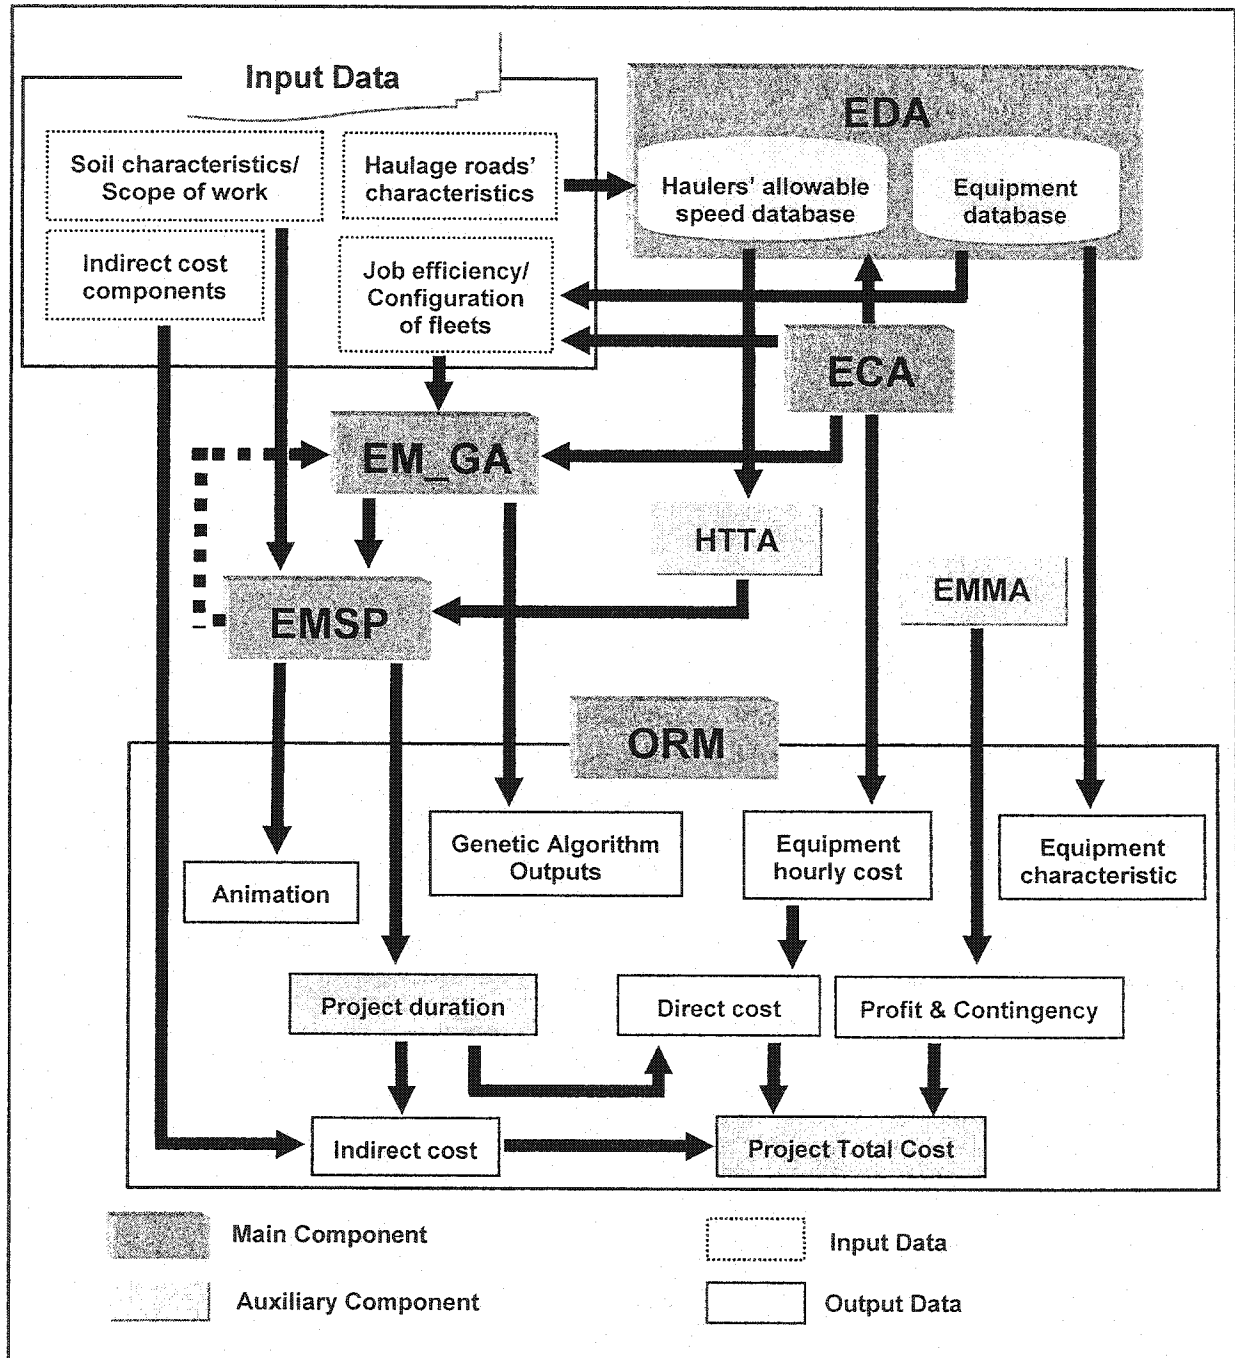 Input Data
EDA
Soil characteristics/
Scope of work
Haulage roads'
characteristics
Haulers' allowable
speed database
Equipment
database
Indirect cost
components
Job efficiency/
Configuration
of fleets
ECA
EM_GA
HTTA
EMMA
EMSP
ORM
Genetic Algorithm
Outputs
Equipment
hourly cost
Equipment
characteristic
Animation
Project duration
Direct cost
Profit & Contingency
Indirect cost
Project Total Cost
Main Component
Input Data
Auxiliary Component
Output Data